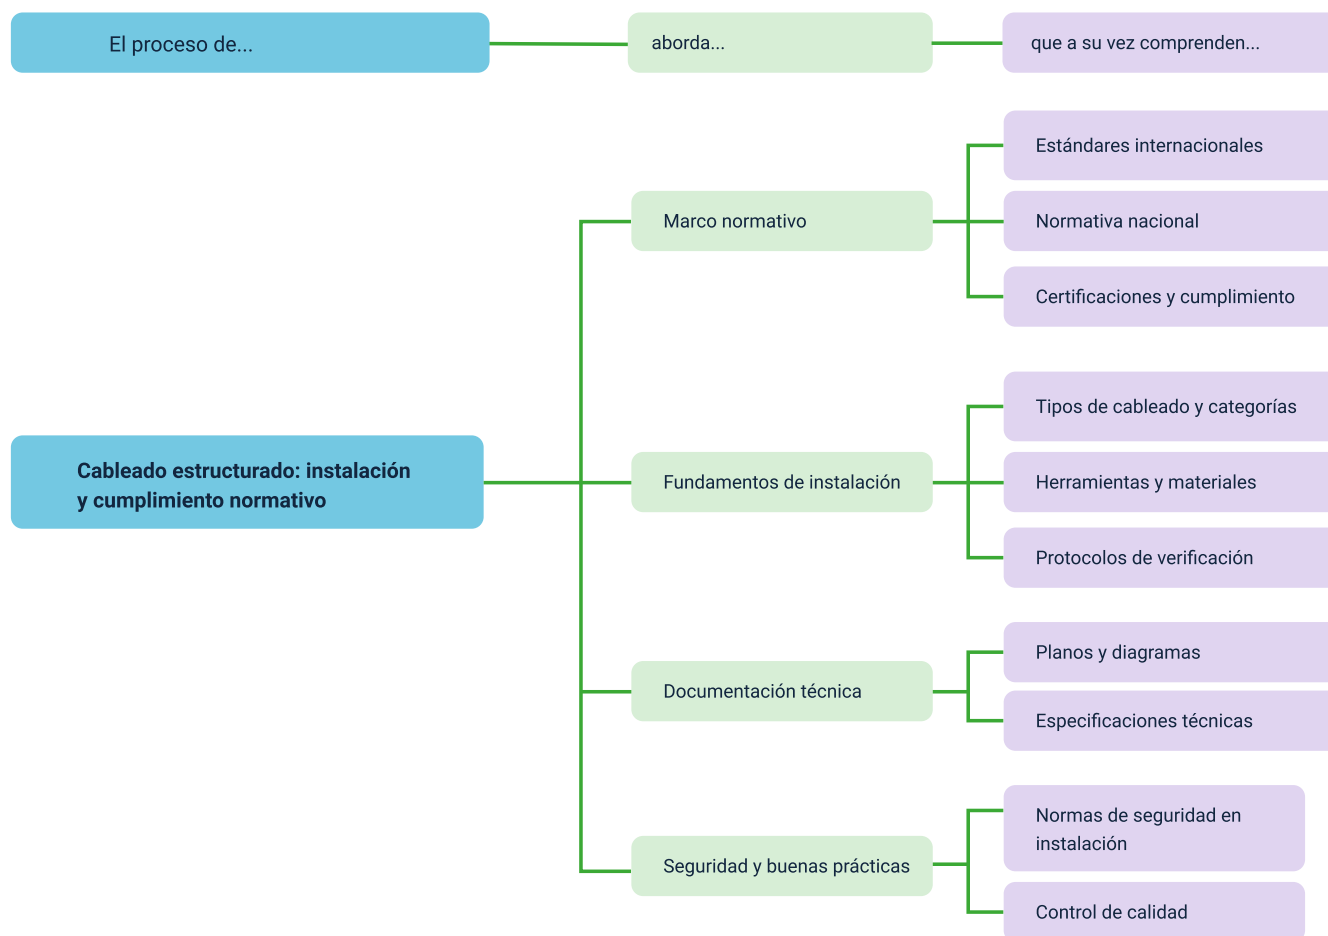 El proceso de...
aborda...
que a su vez comprenden...
Estándares internacionales
Marco normativo
Normativa nacional
Certificaciones y cumplimiento
Tipos de cableado y categorías
Cableado estructurado: instalación
y cumplimiento normativo
Fundamentos de instalación
Herramientas y materiales
Protocolos de verificación
Planos y diagramas
Documentación técnica
Especificaciones técnicas
Normas de seguridad en
instalación
Seguridad y buenas prácticas
Control de calidad